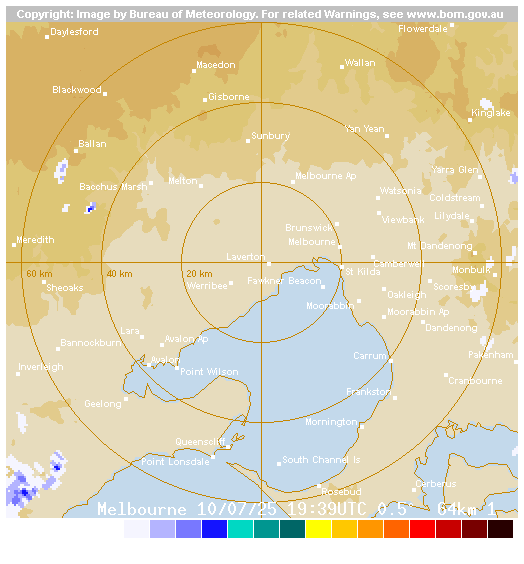 Copyright: Image by Bureau of Meteorology. For related Warnings, see www.bom.gov.au
Flowerdale
Daylesford
Wallan
Macedon
Blackwood
Gisborne
Kinglake
Yan Yean
Sunbury
Ballan
Yarra Glen
Melbourne Ap
Melton
Bacchus Marsh
Watsonia
Coldstream
Viewbank
Lilydale
Brunswick
Meredith
Melbourne
Mt Dandenong
Laverton
Camberwell
60 km
40 km
20 km
St Kilda
Monbulk
Sheoaks
Werribee
Fawkner Beacon
Scoresby
Oakleigh
Moorabbin
Moorabbin Ap
Dandenong
Lara
Avalon Ap
Bannockburn
Avalon
Carrum
Pakenham
Inverleigh
Point Wilson
Cranbourne
Frankston
Geelong
Mornington
Queenscliff
Point Lonsdale
South Channel Is
Cerberus
Rosebud
Melbourne 10/07/25 19:39UTC 0.5° 64km 1